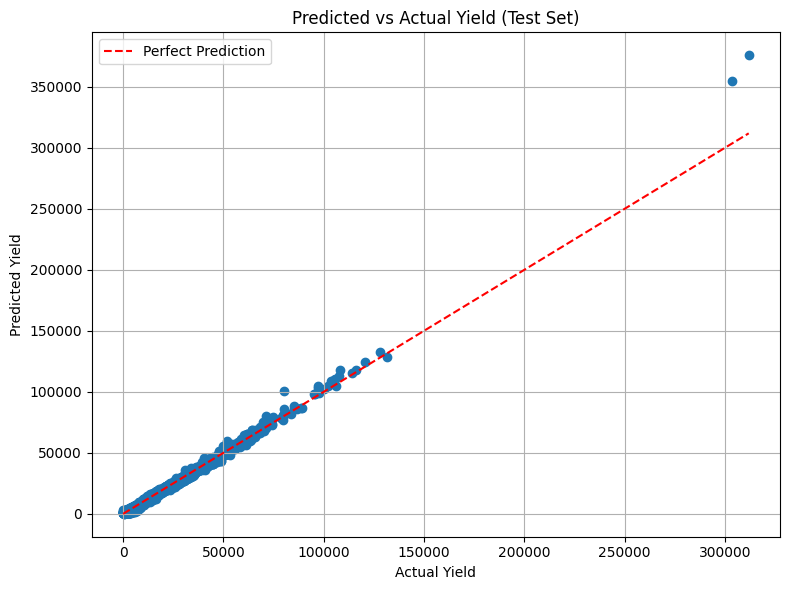 Predicted vs Actual Yield (Test Set)
Perfect Prediction
350000
300000
250000
200000
150000
100000
50000
0
Predicted Yield
0 50000 100000 150000 200000 250000 300000
Actual Yield